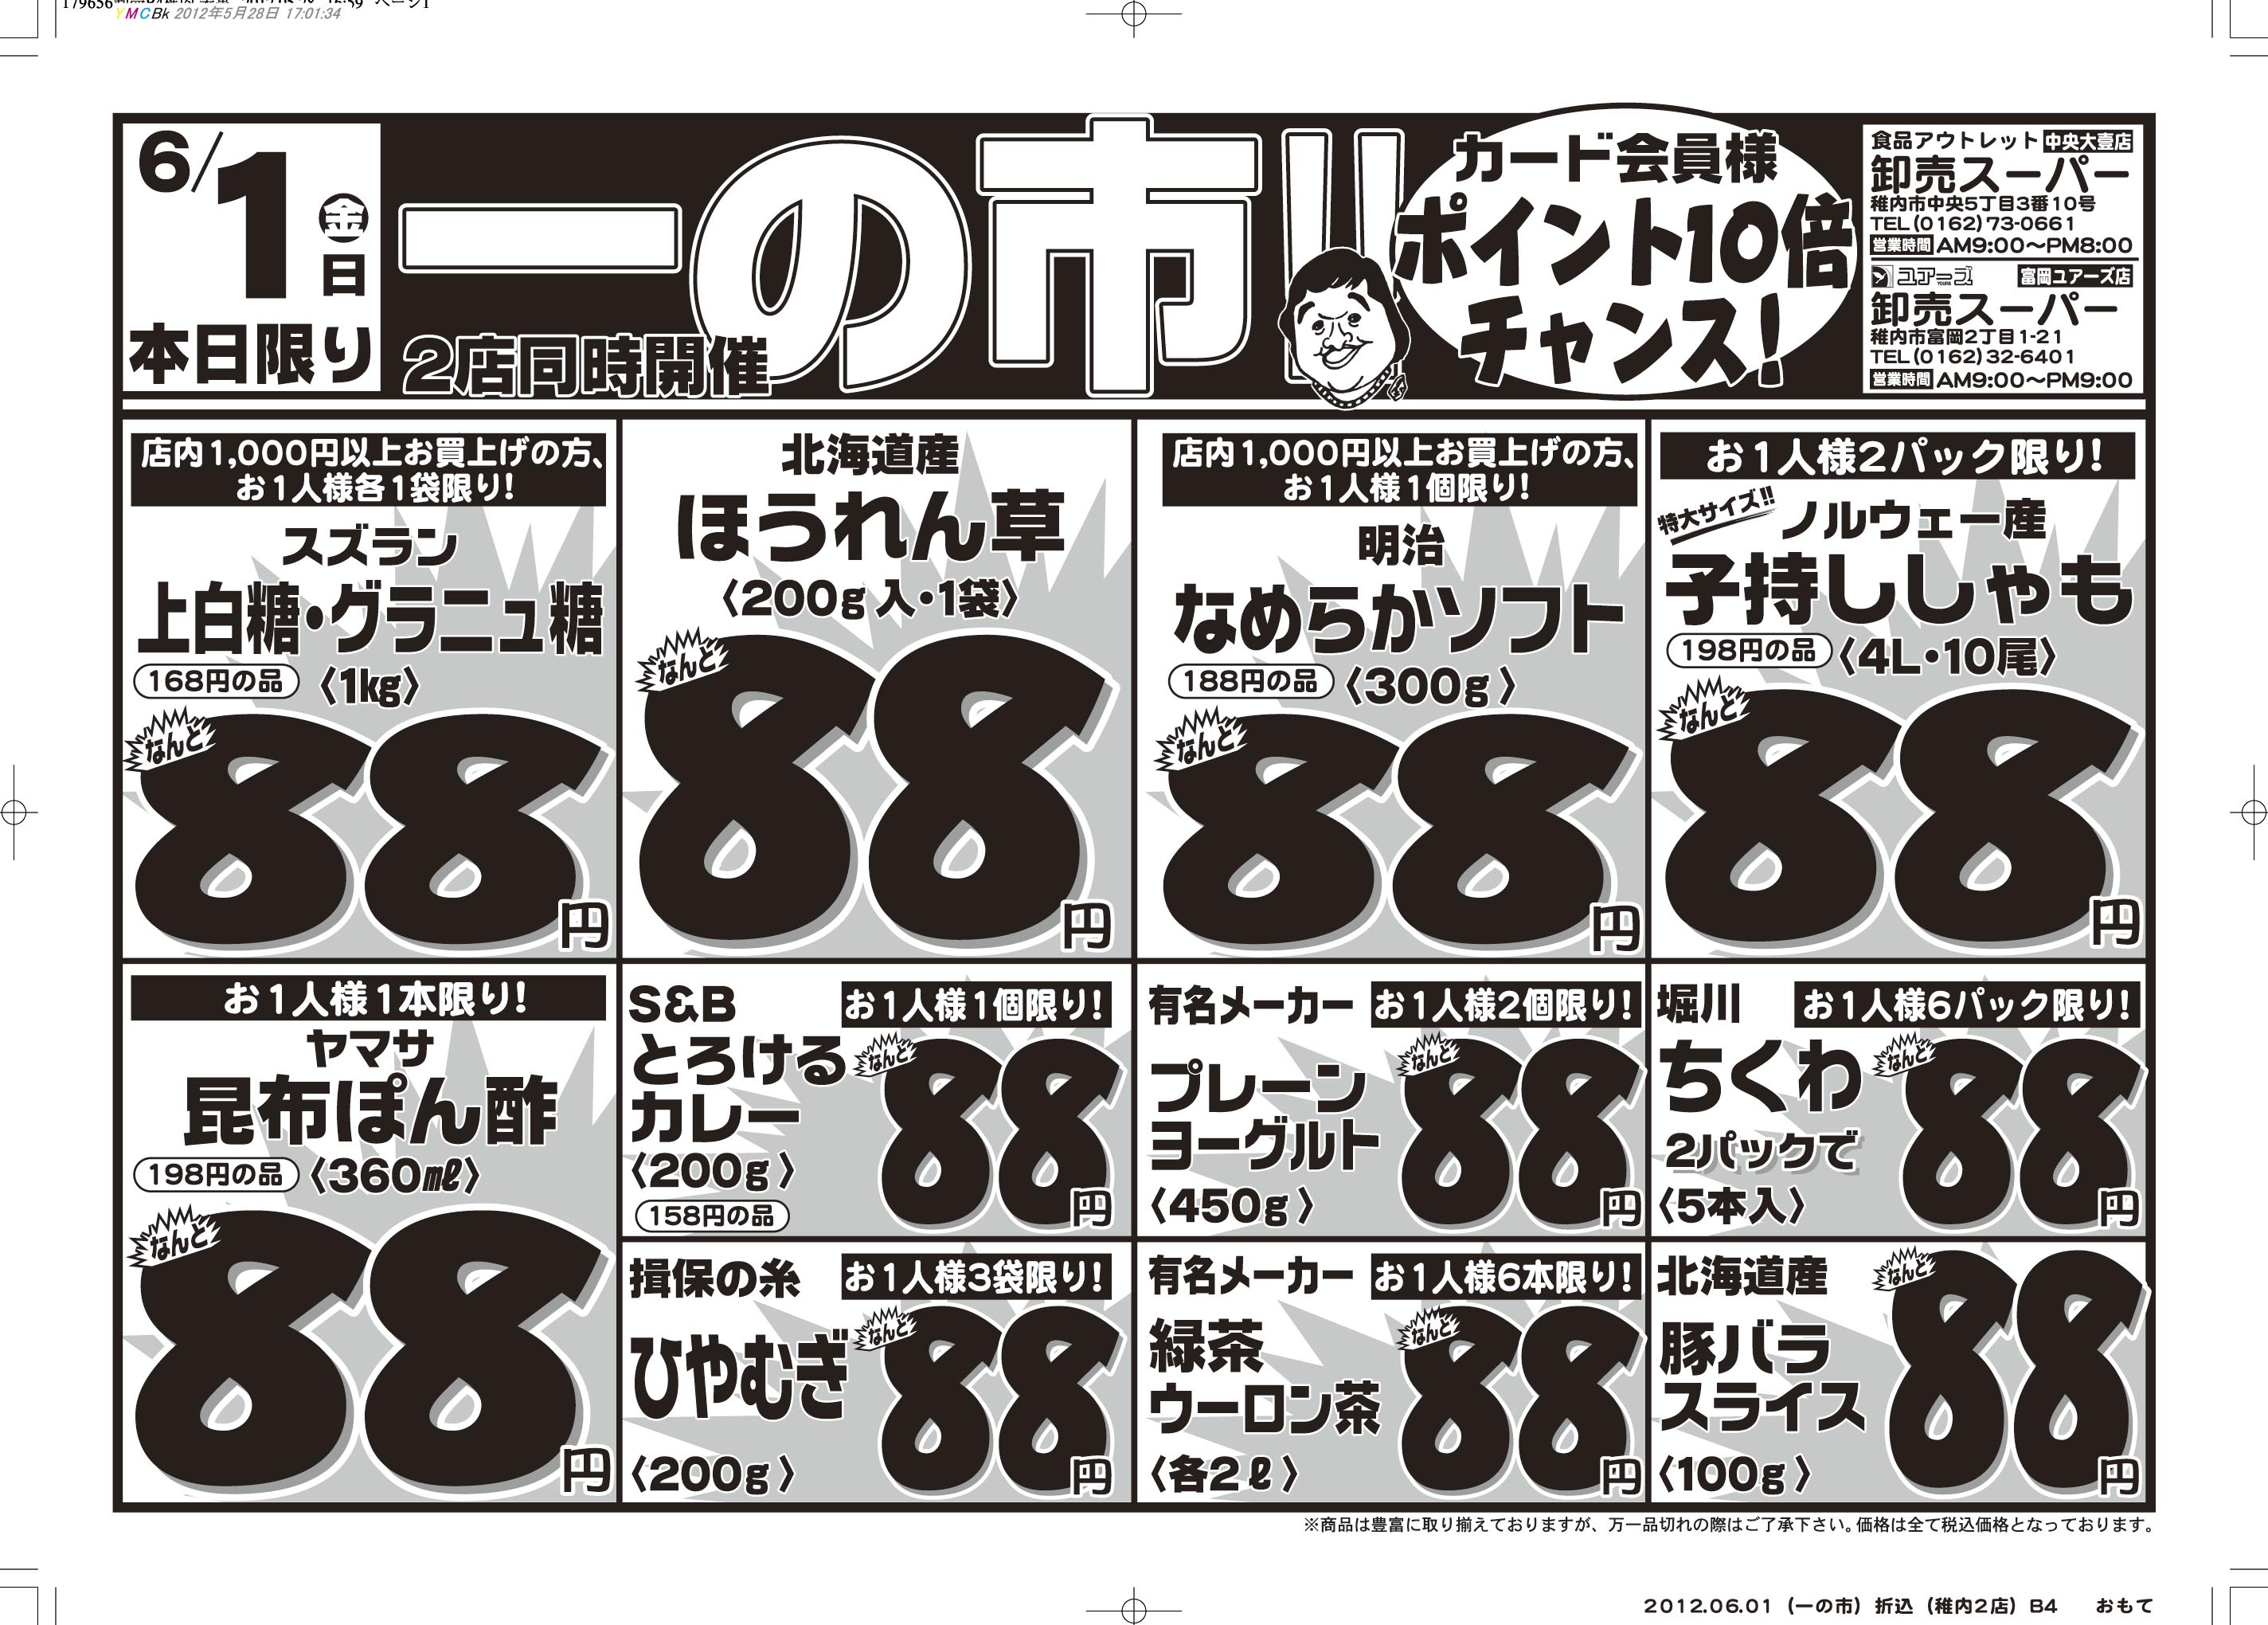 YMCBk 2012年5月28日 17:01:34
6/1
金
日
本日限り
一の市!!
2店同時開催
カード会員様
ポイント10倍
チャンス!
食品アウトレット 中央大壹店
卸売スーパー
稚内市中央5丁目3番10号
TEL(0162)73-0661
営業時間 AM9:00〜PM8:00
ユアーズ YOURS 富岡ユアーズ店
卸売スーパー
稚内市富岡2丁目1-21
TEL(0162)32-6401
営業時間 AM9:00〜PM9:00
店内1,000円以上お買上げの方、
お1人様各1袋限り!
スズラン
上白糖・グラニュ糖
168円の品 〈1kg〉
なんと
88円
北海道産
ほうれん草
〈200g入・1袋〉
なんと
88円
店内1,000円以上お買上げの方、
お1人様1個限り!
明治
なめらかソフト
188円の品 〈300g〉
なんと
88円
お1人様2パック限り!
特大サイズ!!
ノルウェー産
子持ししゃも
198円の品 〈4L・10尾〉
なんと
88円
お1人様1本限り!
ヤマサ
昆布ぽん酢
198円の品 〈360㎖〉
なんと
88円
S&B お1人様1個限り!
とろける
カレー
〈200g〉
158円の品
なんと
88円
有名メーカー お1人様2個限り!
プレーン
ヨーグルト
〈450g〉
なんと
88円
堀川 お1人様6パック限り!
ちくわ
2パックで
〈5本入〉
なんと
88円
揖保の糸 お1人様3袋限り!
ひやむぎ
〈200g〉
なんと
88円
有名メーカー お1人様6本限り!
緑茶
ウーロン茶
〈各2ℓ〉
なんと
88円
北海道産
豚バラ
スライス
〈100g〉
なんと
88円
※商品は豊富に取り揃えておりますが、万一品切れの際はご了承下さい。価格は全て税込価格となっております。
2012.06.01（一の市）折込（稚内2店）B4 おもて